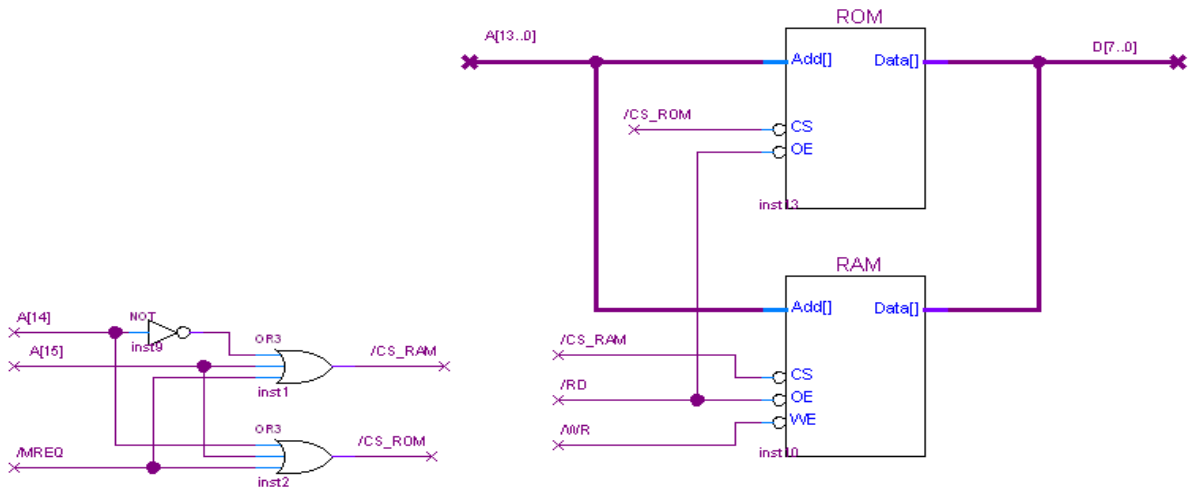 ROM
A[13..0]
D[7..0]
Add[]
Data[]
/CS_ROM
CS
OE
inst13
RAM
Add[]
Data[]
/CS_RAM
CS
/RD
OE
/WR
WE
inst10
A[14]
NOT
inst9
OR3
A[15]
/CS_RAM
inst1
OR3
/CS_ROM
/MREQ
inst2